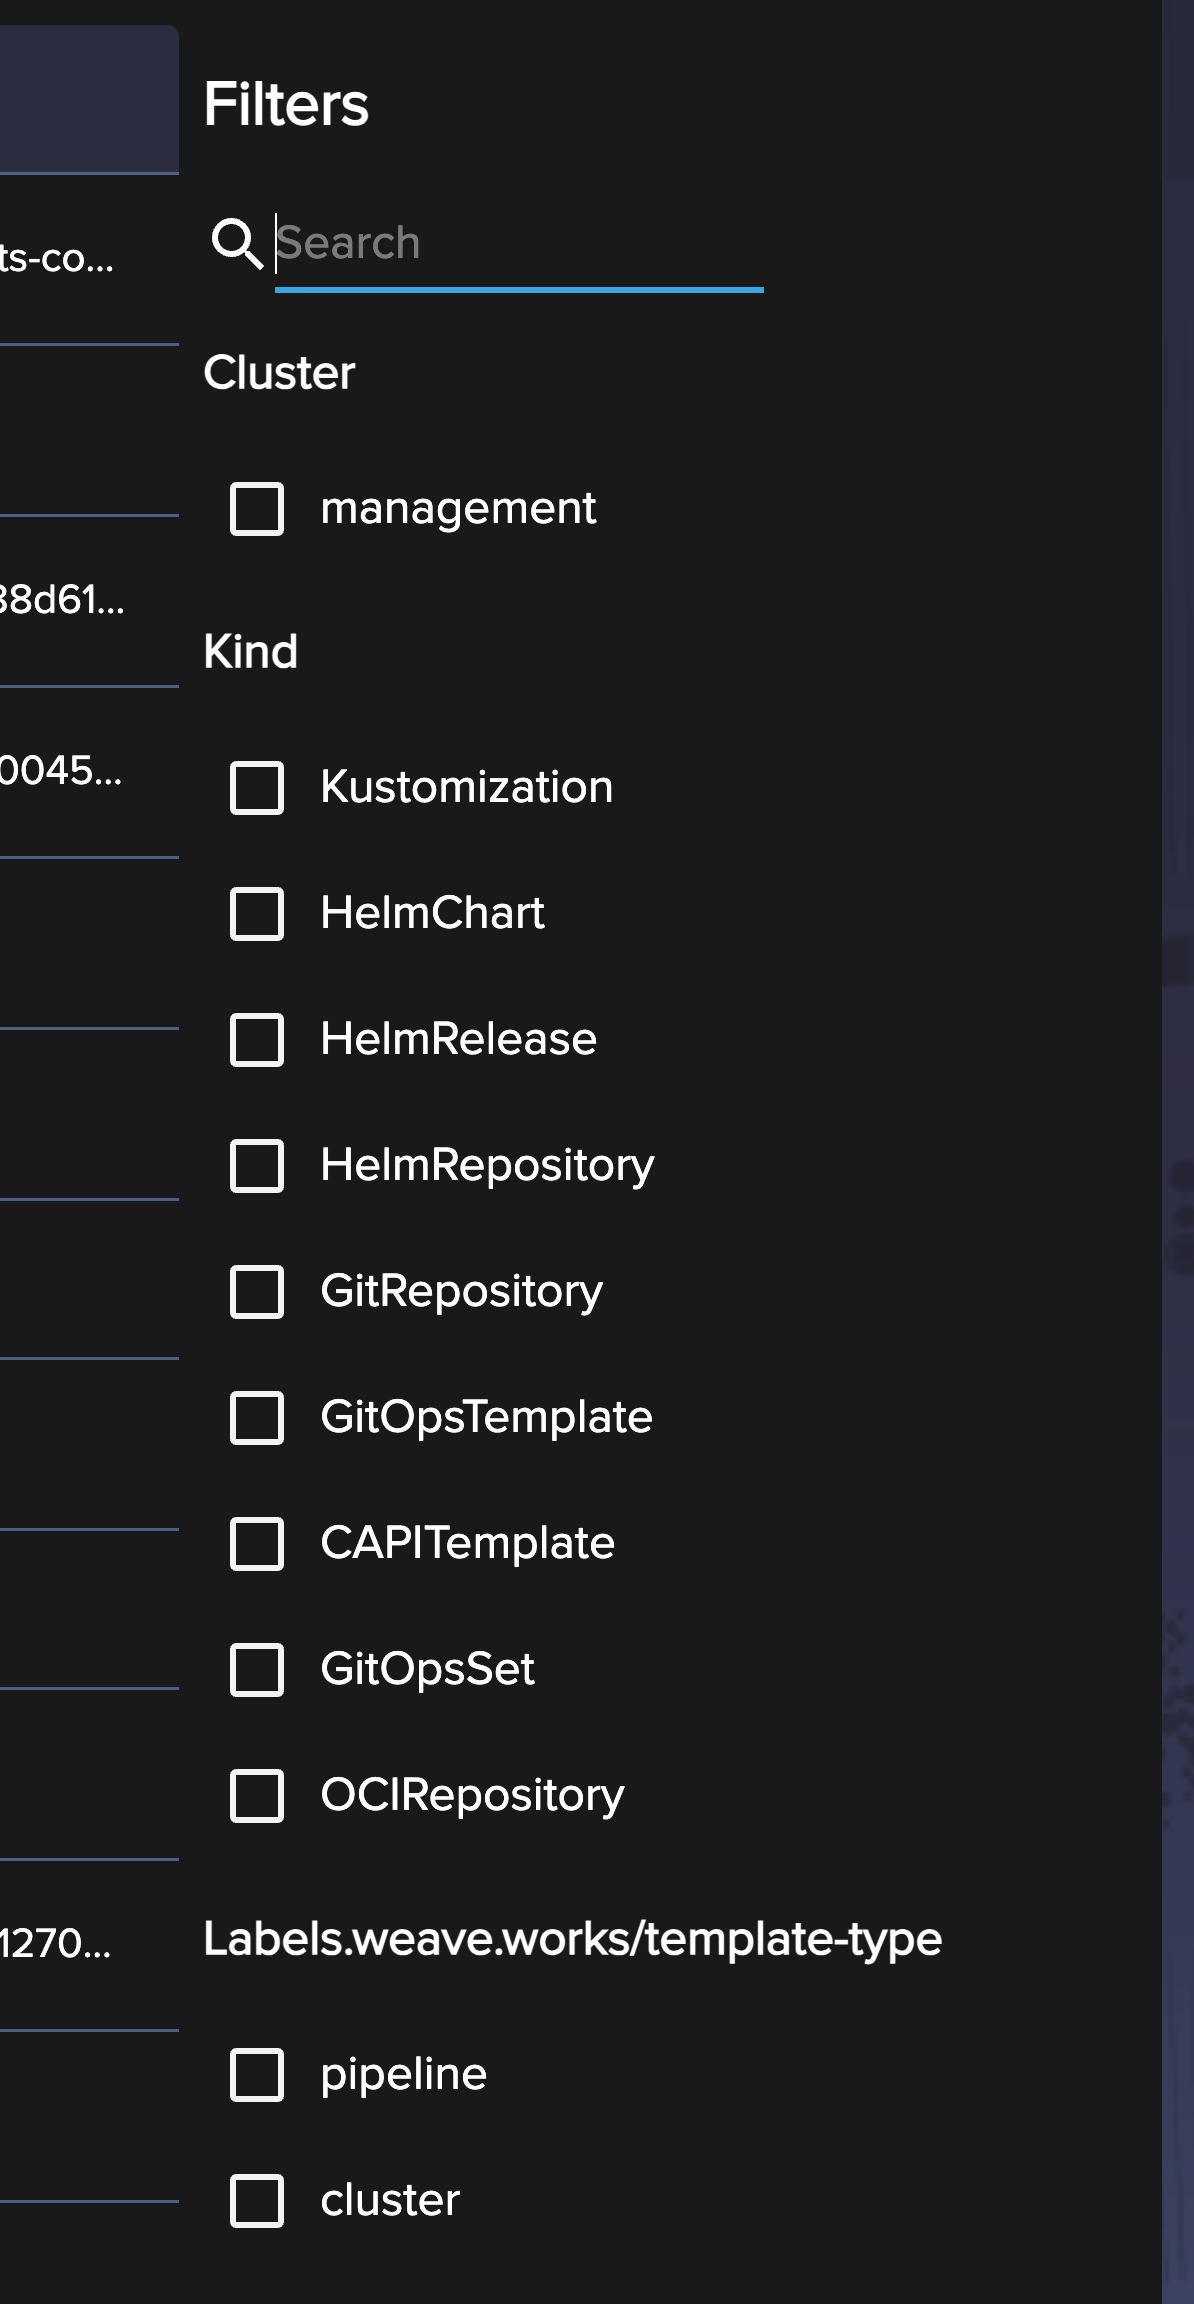 Filters
Search
ts-co...
Cluster
management
38d61...
Kind
0045...
Kustomization
HelmChart
HelmRelease
HelmRepository
GitRepository
GitOpsTemplate
CAPITemplate
GitOpsSet
OCIRepository
1270...
Labels.weave.works/template-type
pipeline
cluster